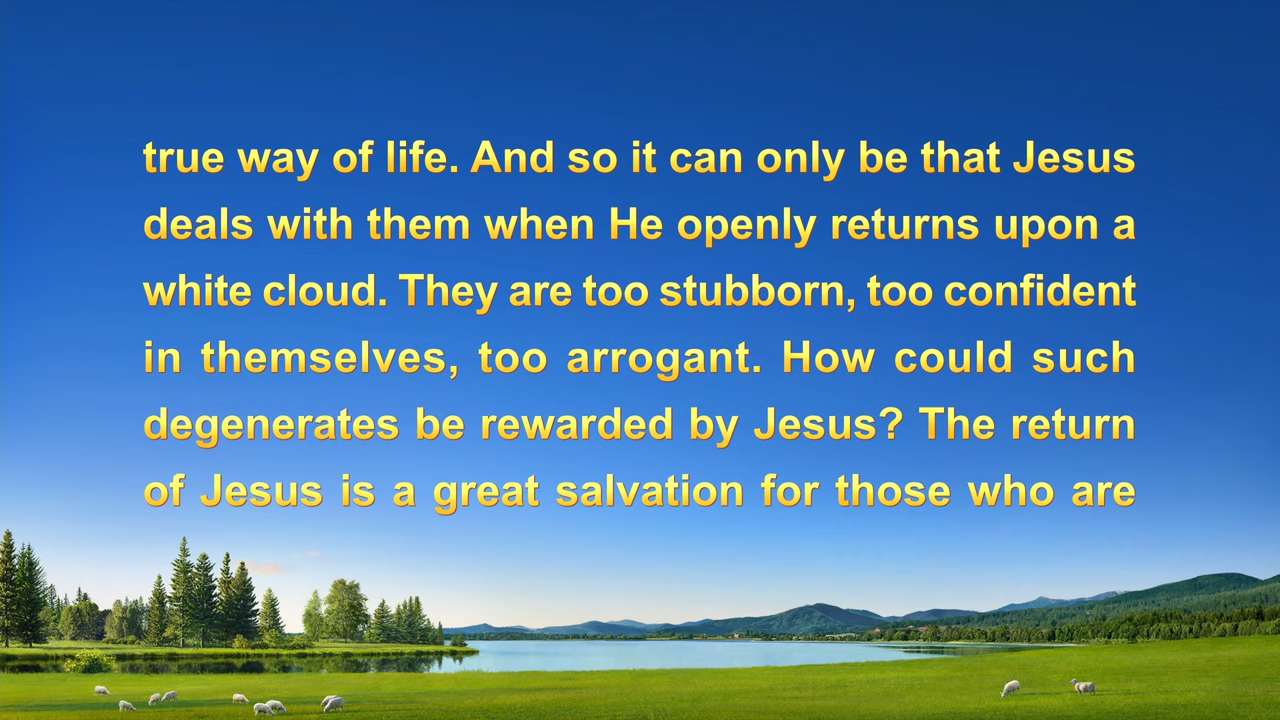 true way of life. And so it can only be that Jesus
deals with them when He openly returns upon a
white cloud. They are too stubborn, too confident
in themselves, too arrogant. How could such
degenerates be rewarded by Jesus? The return
of Jesus is a great salvation for those who are